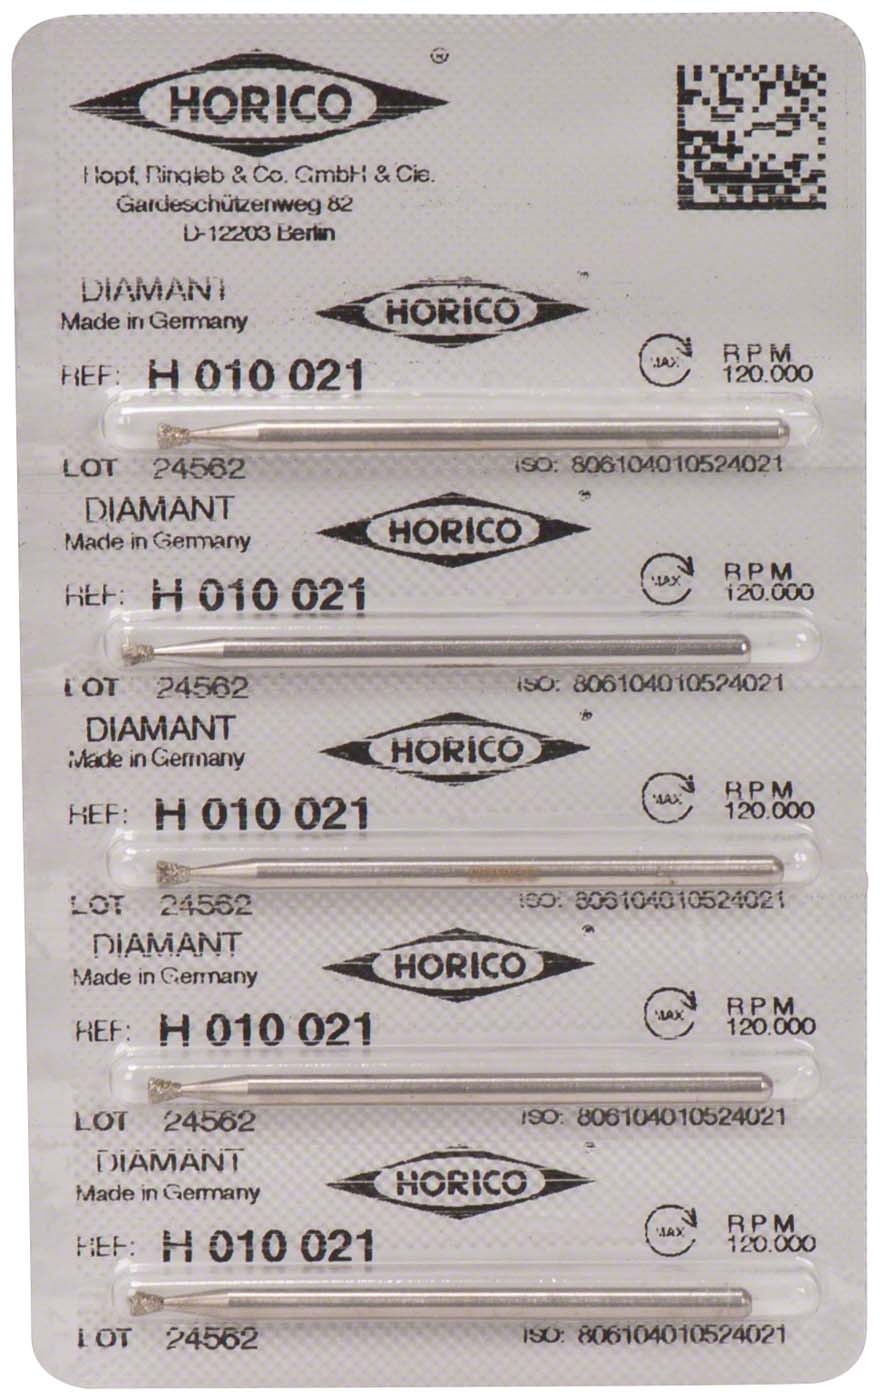 HORICO ®
Hopf, Ringleb & Co. GmbH & Cie.
Gardeschützenweg 82
D-12203 Berlin
DIAMANT HORICO
Made in Germany
REF: H 010 021 MAX RPM
120.000
LOT 24562 ISO: 806104010524021
DIAMANT HORICO
Made in Germany
REF: H 010 021 MAX RPM
120.000
LOT 24562 ISO: 806104010524021
DIAMANT HORICO
Made in Germany
REF: H 010 021 MAX RPM
120.000
LOT 24562 ISO: 806104010524021
DIAMANT HORICO
Made in Germany
REF: H 010 021 MAX RPM
120.000
LOT 24562 ISO: 806104010524021
DIAMANT HORICO
Made in Germany
REF: H 010 021 MAX RPM
120.000
LOT 24562 ISO: 806104010524021